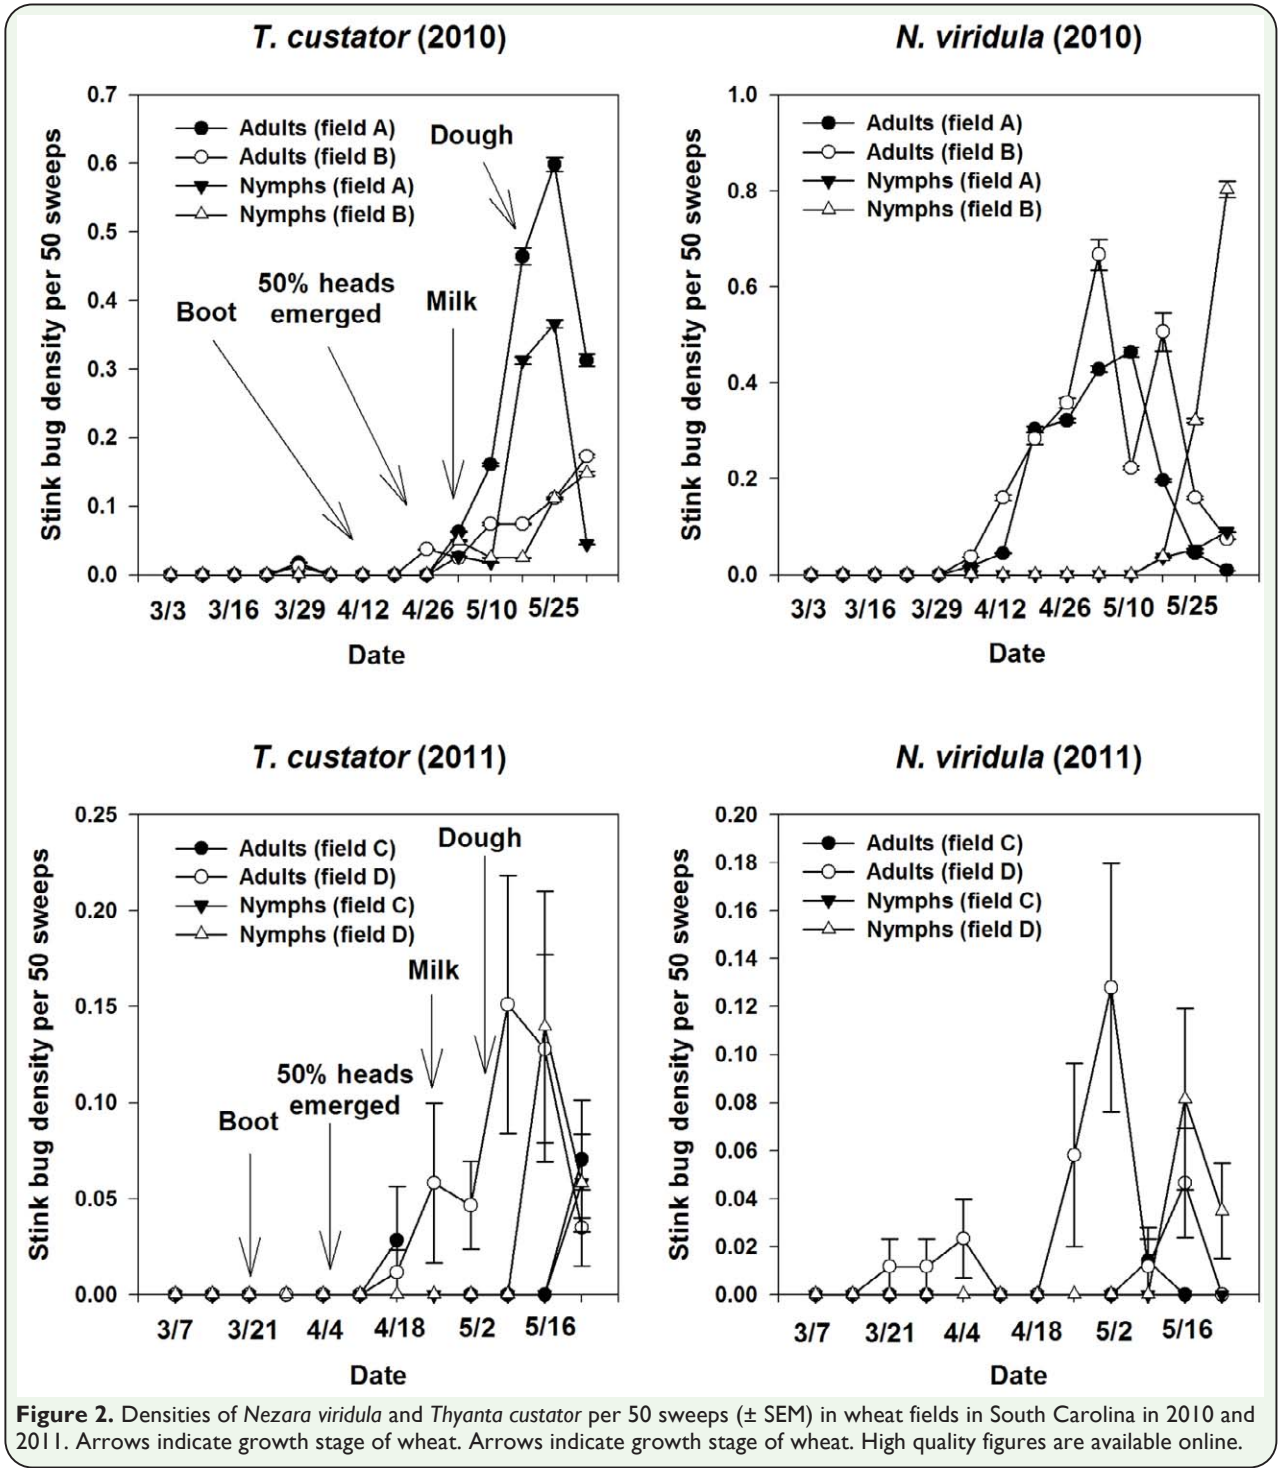 T. custator (2010)
0.7
0.6
0.5
0.4
0.3
0.2
0.1
0.0
Stink bug density per 50 sweeps
Adults (field A)
Adults (field B)
Nymphs (field A)
Nymphs (field B)
Dough
50% heads
emerged
Boot
Milk
3/3 3/16 3/29 4/12 4/26 5/10 5/25
Date
N. viridula (2010)
1.0
0.8
0.6
0.4
0.2
0.0
Stink bug density per 50 sweeps
Adults (field A)
Adults (field B)
Nymphs (field A)
Nymphs (field B)
3/3 3/16 3/29 4/12 4/26 5/10 5/25
Date
T. custator (2011)
0.25
0.20
0.15
0.10
0.05
0.00
Stink bug density per 50 sweeps
Adults (field C)
Adults (field D)
Nymphs (field C)
Nymphs (field D)
Dough
Milk
50% heads
emerged
Boot
3/7 3/21 4/4 4/18 5/2 5/16
Date
N. viridula (2011)
0.20
0.18
0.16
0.14
0.12
0.10
0.08
0.06
0.04
0.02
0.00
Stink bug density per 50 sweeps
Adults (field C)
Adults (field D)
Nymphs (field C)
Nymphs (field D)
3/7 3/21 4/4 4/18 5/2 5/16
Date
Figure 2. Densities of Nezara viridula and Thyanta custator per 50 sweeps (± SEM) in wheat fields in South Carolina in 2010 and
2011. Arrows indicate growth stage of wheat. Arrows indicate growth stage of wheat. High quality figures are available online.